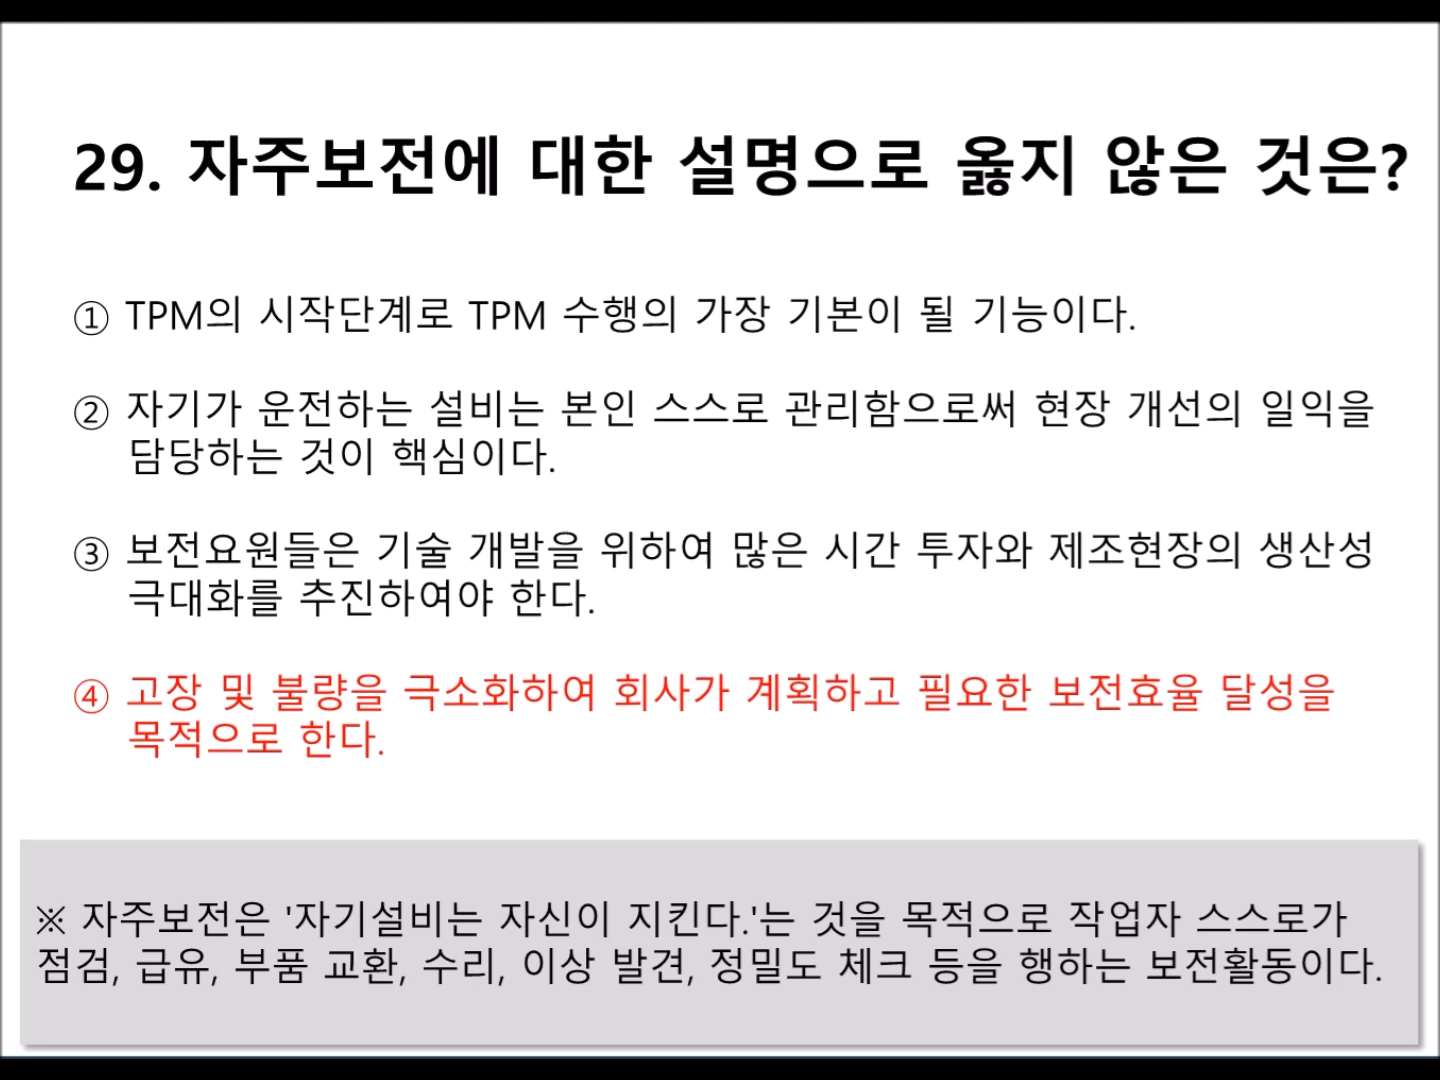 29. 자주보전에 대한 설명으로 옳지 않은 것은?
① TPM의 시작단계로 TPM 수행의 가장 기본이 될 기능이다.
② 자기가 운전하는 설비는 본인 스스로 관리함으로써 현장 개선의 일익을
담당하는 것이 핵심이다.
③ 보전요원들은 기술 개발을 위하여 많은 시간 투자와 제조현장의 생산성
극대화를 추진하여야 한다.
④ 고장 및 불량을 극소화하여 회사가 계획하고 필요한 보전효율 달성을
목적으로 한다.
※ 자주보전은 '자기설비는 자신이 지킨다.'는 것을 목적으로 작업자 스스로가
점검, 급유, 부품 교환, 수리, 이상 발견, 정밀도 체크 등을 행하는 보전활동이다.